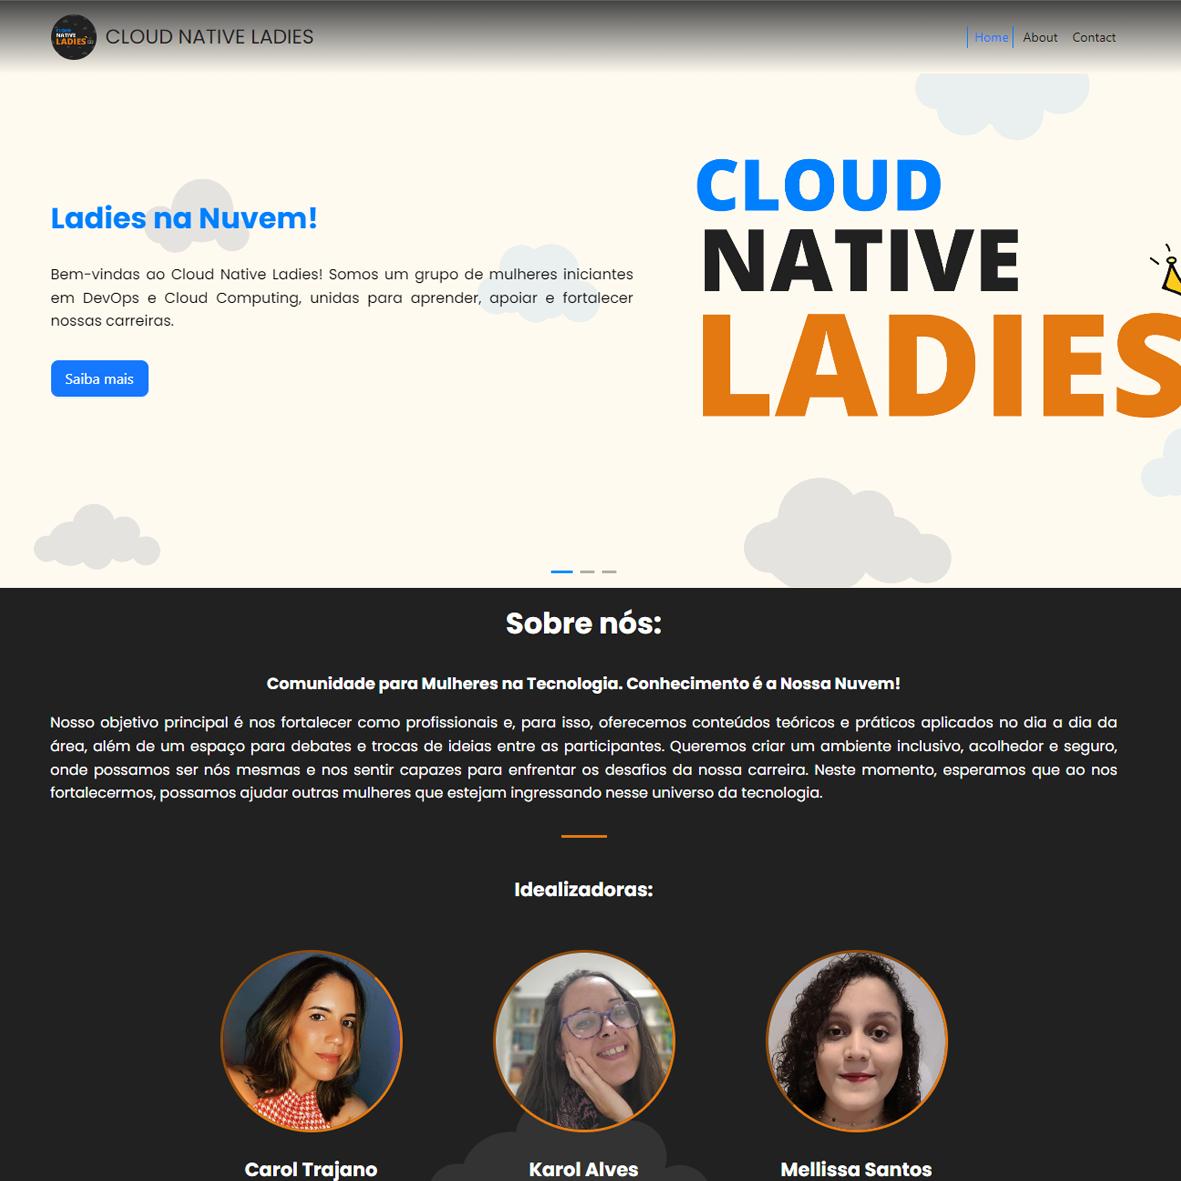 CLOUD
NATIVE
LADIES
CLOUD NATIVE LADIES
Home
About
Contact
Ladies na Nuvem!
Bem-vindas ao Cloud Native Ladies! Somos um grupo de mulheres iniciantes
em DevOps e Cloud Computing, unidas para aprender, apoiar e fortalecer
nossas carreiras.
Saiba mais
CLOUD
NATIVE
LADIES
Sobre nós:
Comunidade para Mulheres na Tecnologia. Conhecimento é a Nossa Nuvem!
Nosso objetivo principal é nos fortalecer como profissionais e, para isso, oferecemos conteúdos teóricos e práticos aplicados no dia a dia da
área, além de um espaço para debates e trocas de ideias entre as participantes. Queremos criar um ambiente inclusivo, acolhedor e seguro,
onde possamos ser nós mesmas e nos sentir capazes para enfrentar os desafios da nossa carreira. Neste momento, esperamos que ao nos
fortalecermos, possamos ajudar outras mulheres que estejam ingressando nesse universo da tecnologia.
Idealizadoras:
Carol Trajano
Karol Alves
Mellissa Santos